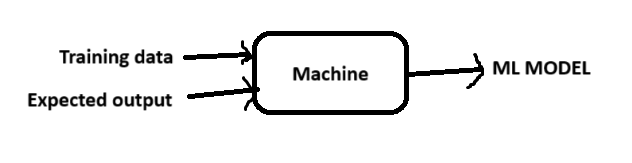 Training data
Expected output
Machine
ML MODEL